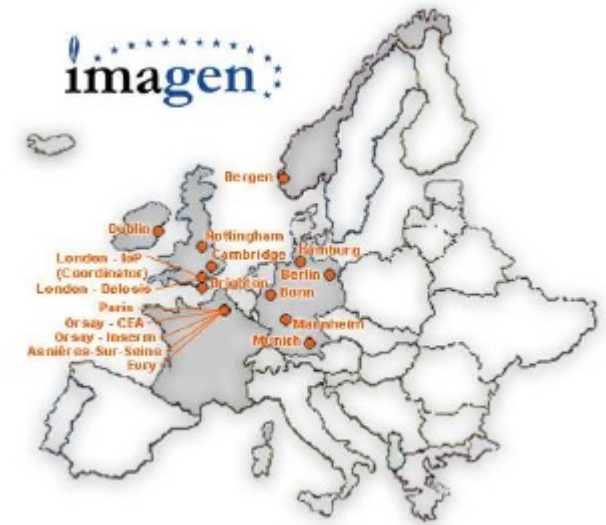 imagen
Bergen
Dublin
Nottingham
Cambridge
London - IoP
(Coordinator)
London - Delosis
Brighton
Hamburg
Berlin
Bonn
Mannheim
Munich
Paris
Orsay - CEA
Orsay - Inserm
Asnières-Sur-Seine
Evry